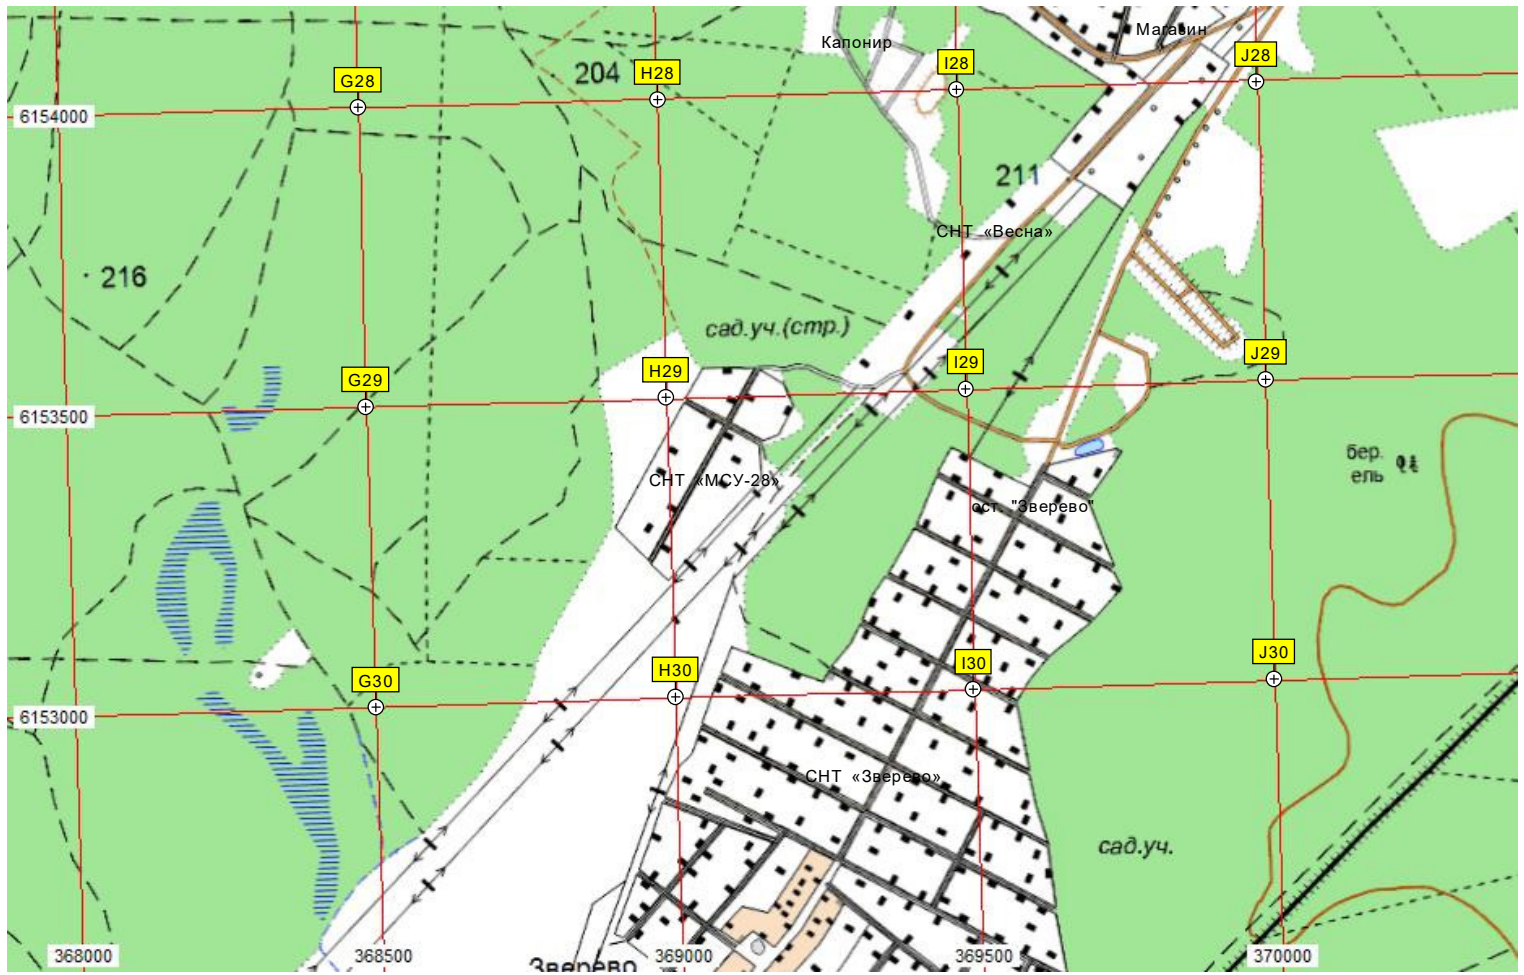 Магазин
Капонир
I28
J28
H28
G28
204
6154000
211
СНТ «Весна»
216
сад.уч.(стр.)
J29
I29
H29
G29
6153500
бер.
ель
СНТ «МСУ-28»
ост. "Зверево"
J30
I30
H30
G30
6153000
СНТ «Зверево»
сад.уч.
368000
368500
369000
369500
370000
Зверево